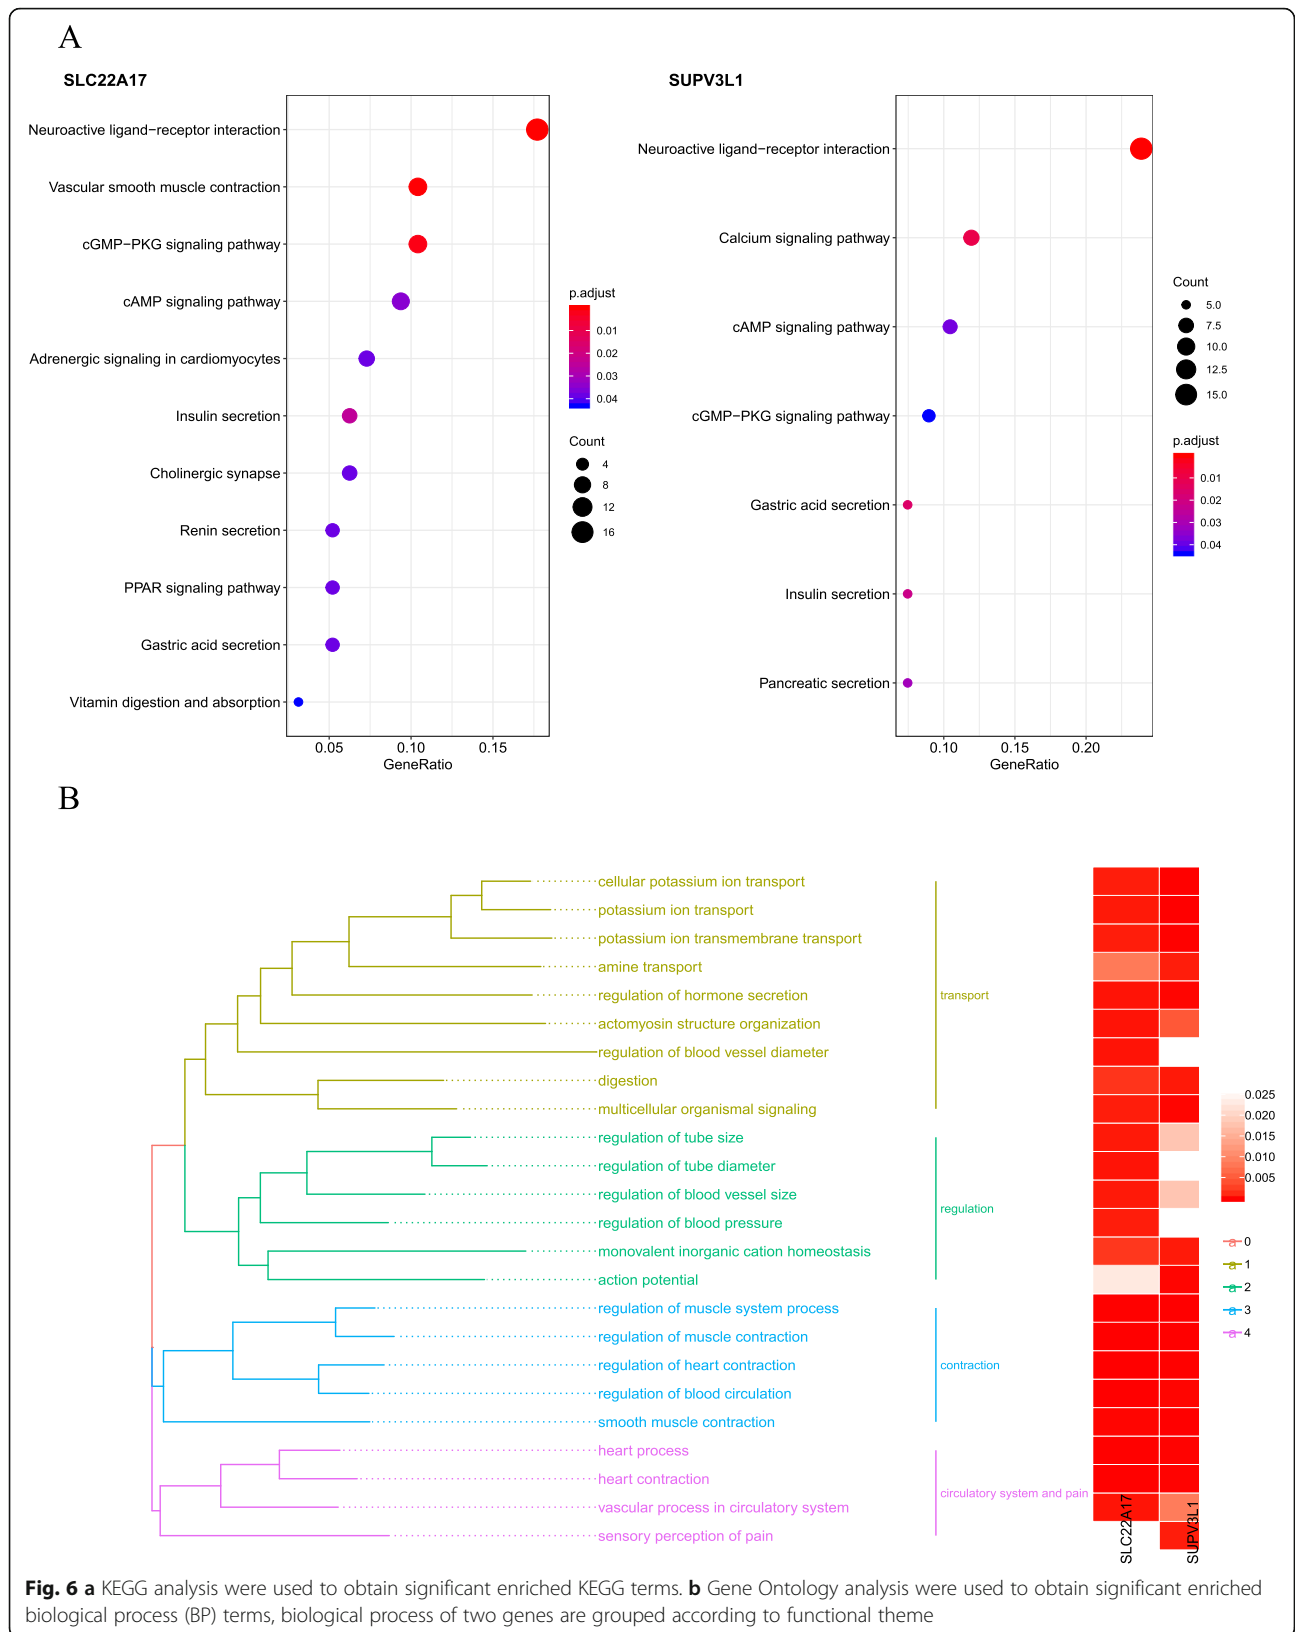 A
SLC22A17
Neuroactive ligand−receptor interaction
Vascular smooth muscle contraction
cGMP−PKG signaling pathway
cAMP signaling pathway
Adrenergic signaling in cardiomyocytes
Insulin secretion
Cholinergic synapse
Renin secretion
PPAR signaling pathway
Gastric acid secretion
Vitamin digestion and absorption
0.05 0.10 0.15
GeneRatio
p.adjust
0.01
0.02
0.03
0.04
Count
4
8
12
16
SUPV3L1
Neuroactive ligand−receptor interaction
Calcium signaling pathway
cAMP signaling pathway
cGMP−PKG signaling pathway
Gastric acid secretion
Insulin secretion
Pancreatic secretion
0.10 0.15 0.20
GeneRatio
Count
5.0
7.5
10.0
12.5
15.0
p.adjust
0.01
0.02
0.03
0.04
B
cellular potassium ion transport
potassium ion transport
potassium ion transmembrane transport
amine transport
regulation of hormone secretion
actomyosin structure organization
regulation of blood vessel diameter
digestion
multicellular organismal signaling
regulation of tube size
regulation of tube diameter
regulation of blood vessel size
regulation of blood pressure
monovalent inorganic cation homeostasis
action potential
regulation of muscle system process
regulation of muscle contraction
regulation of heart contraction
regulation of blood circulation
smooth muscle contraction
heart process
heart contraction
vascular process in circulatory system
sensory perception of pain
transport
regulation
contraction
circulatory system and pain
SLC22A17
SUPV3L1
0.025
0.020
0.015
0.010
0.005
a 0
a 1
a 2
a 3
a 4
Fig. 6 a KEGG analysis were used to obtain significant enriched KEGG terms. b Gene Ontology analysis were used to obtain significant enriched
biological process (BP) terms, biological process of two genes are grouped according to functional theme